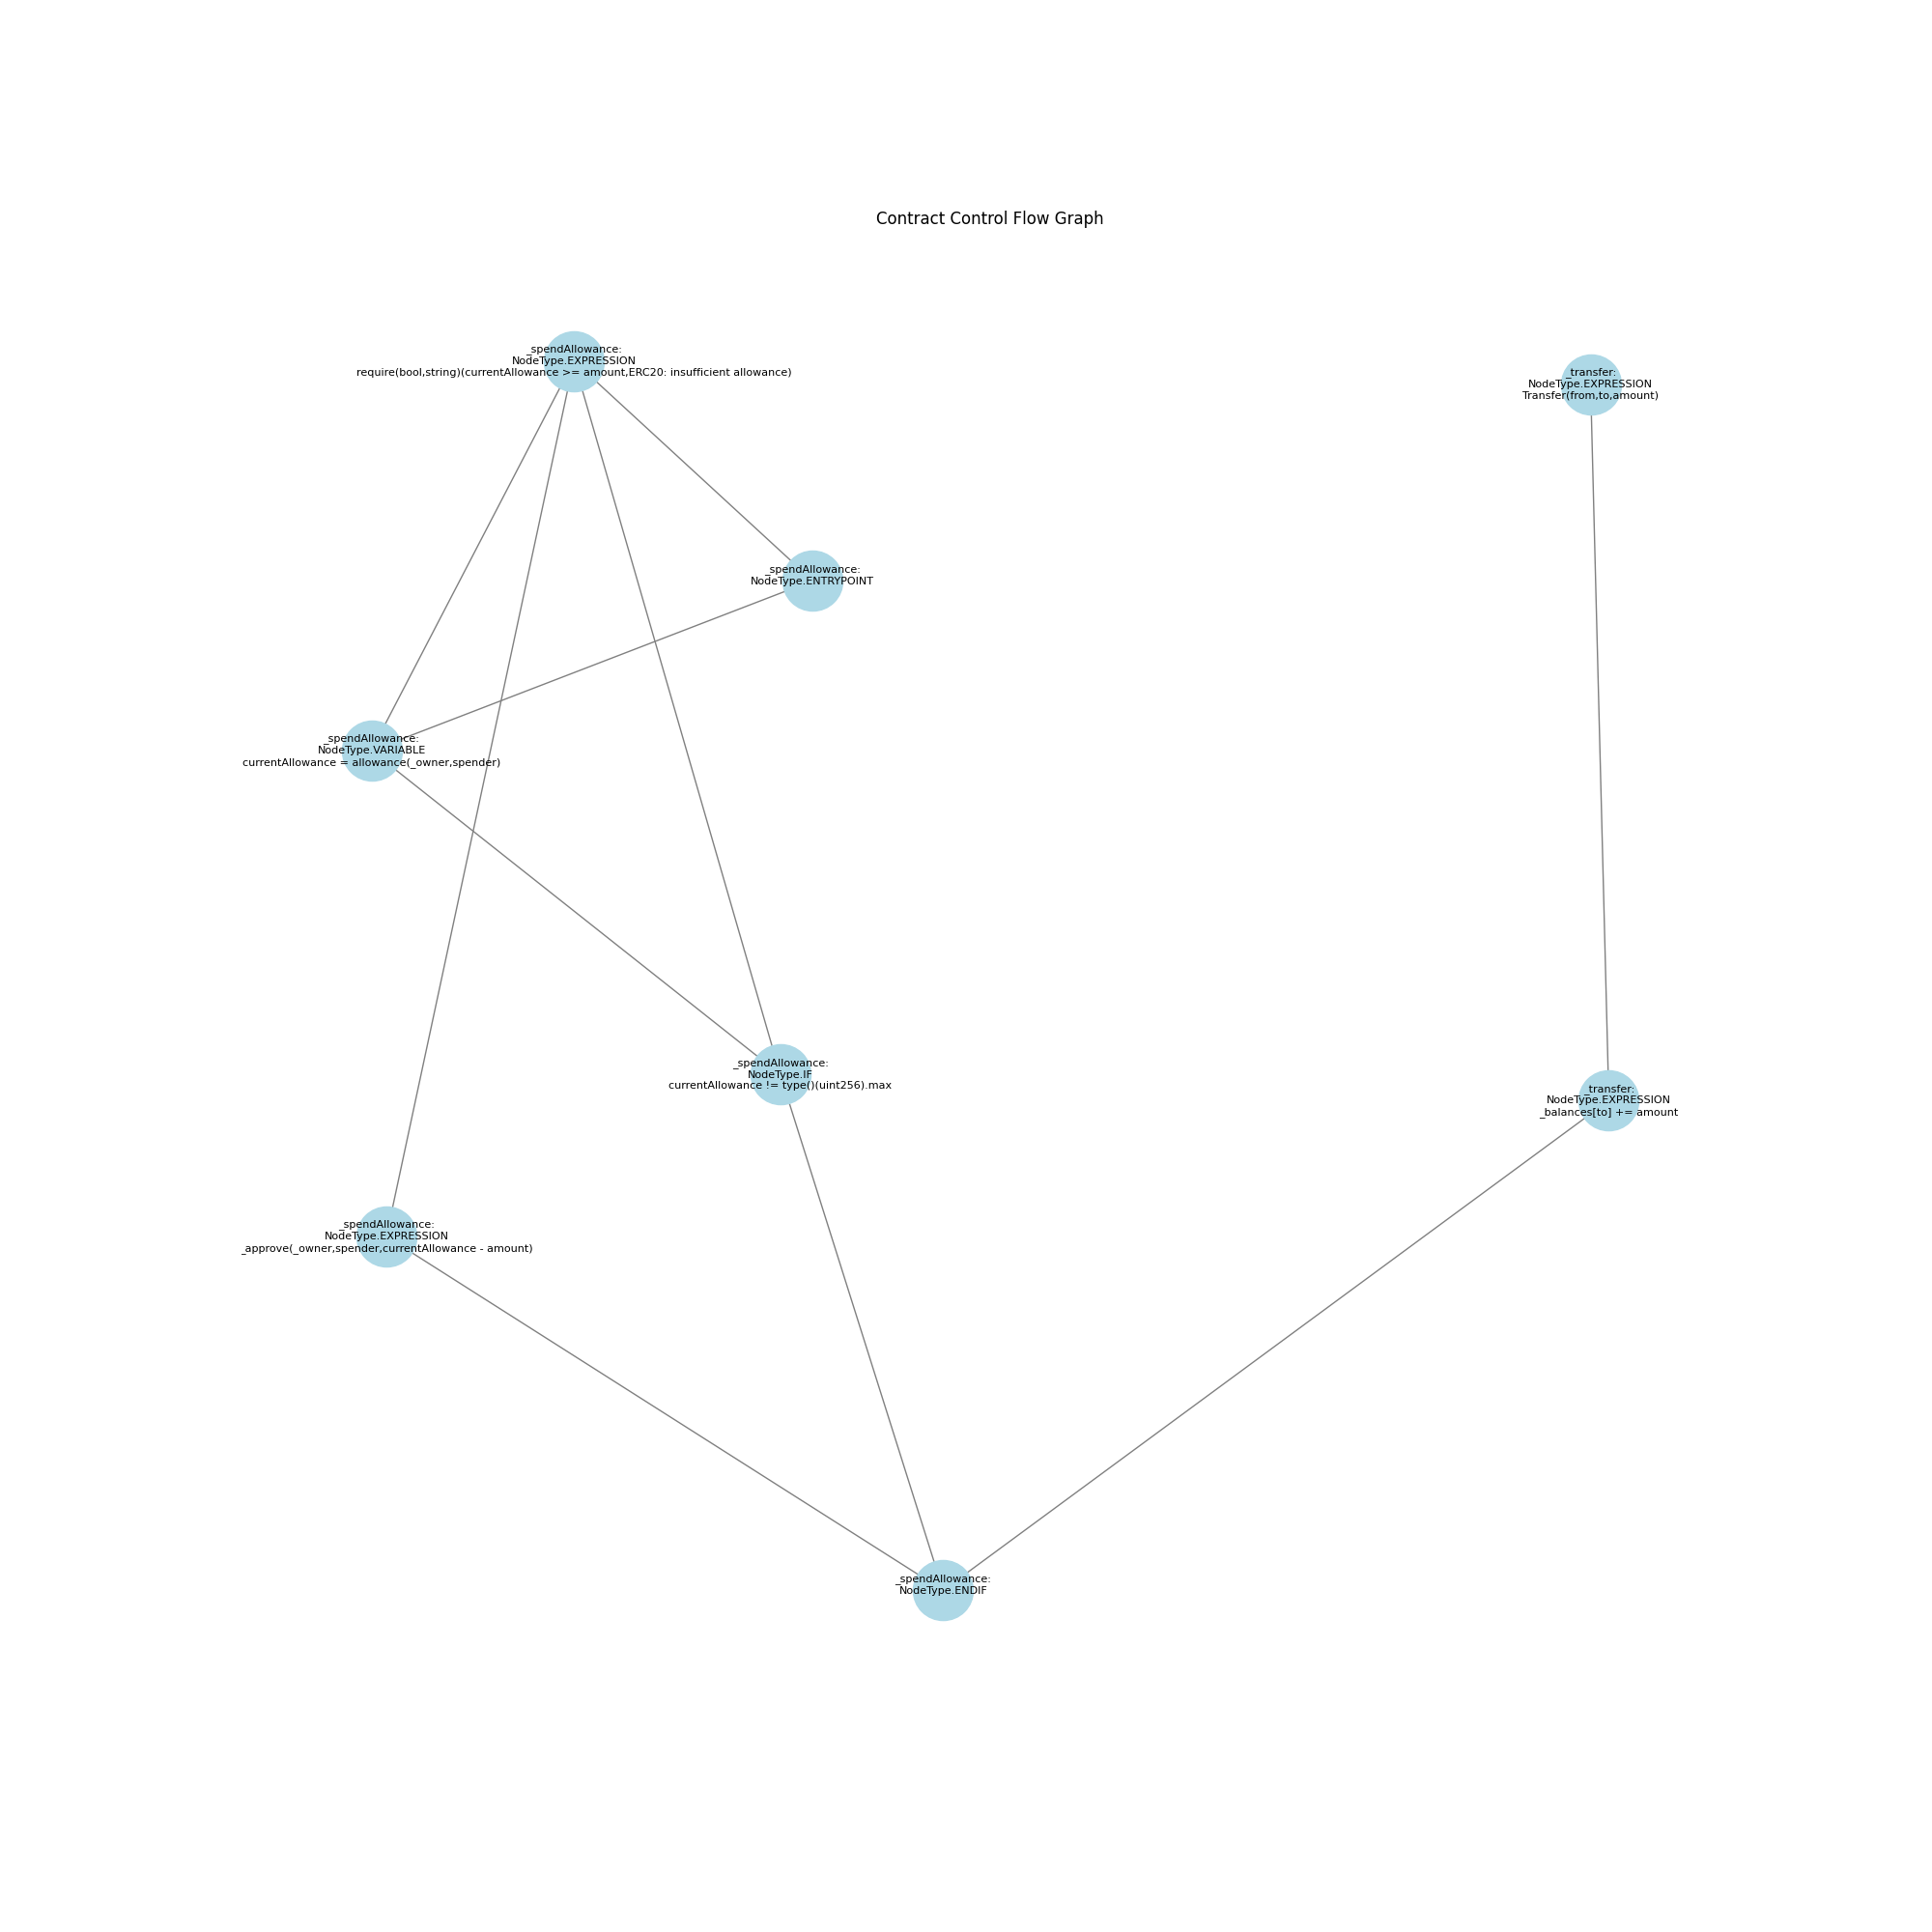 Contract Control Flow Graph
_spendAllowance:
NodeType.EXPRESSION
require(bool,string)(currentAllowance >= amount,ERC20: insufficient allowance)
_transfer:
NodeType.EXPRESSION
Transfer(from,to,amount)
_spendAllowance:
NodeType.ENTRYPOINT
_spendAllowance:
NodeType.VARIABLE
currentAllowance = allowance(_owner,spender)
_spendAllowance:
NodeType.IF
currentAllowance != type()(uint256).max
_transfer:
NodeType.EXPRESSION
_balances[to] += amount
_spendAllowance:
NodeType.EXPRESSION
_approve(_owner,spender,currentAllowance - amount)
_spendAllowance:
NodeType.ENDIF